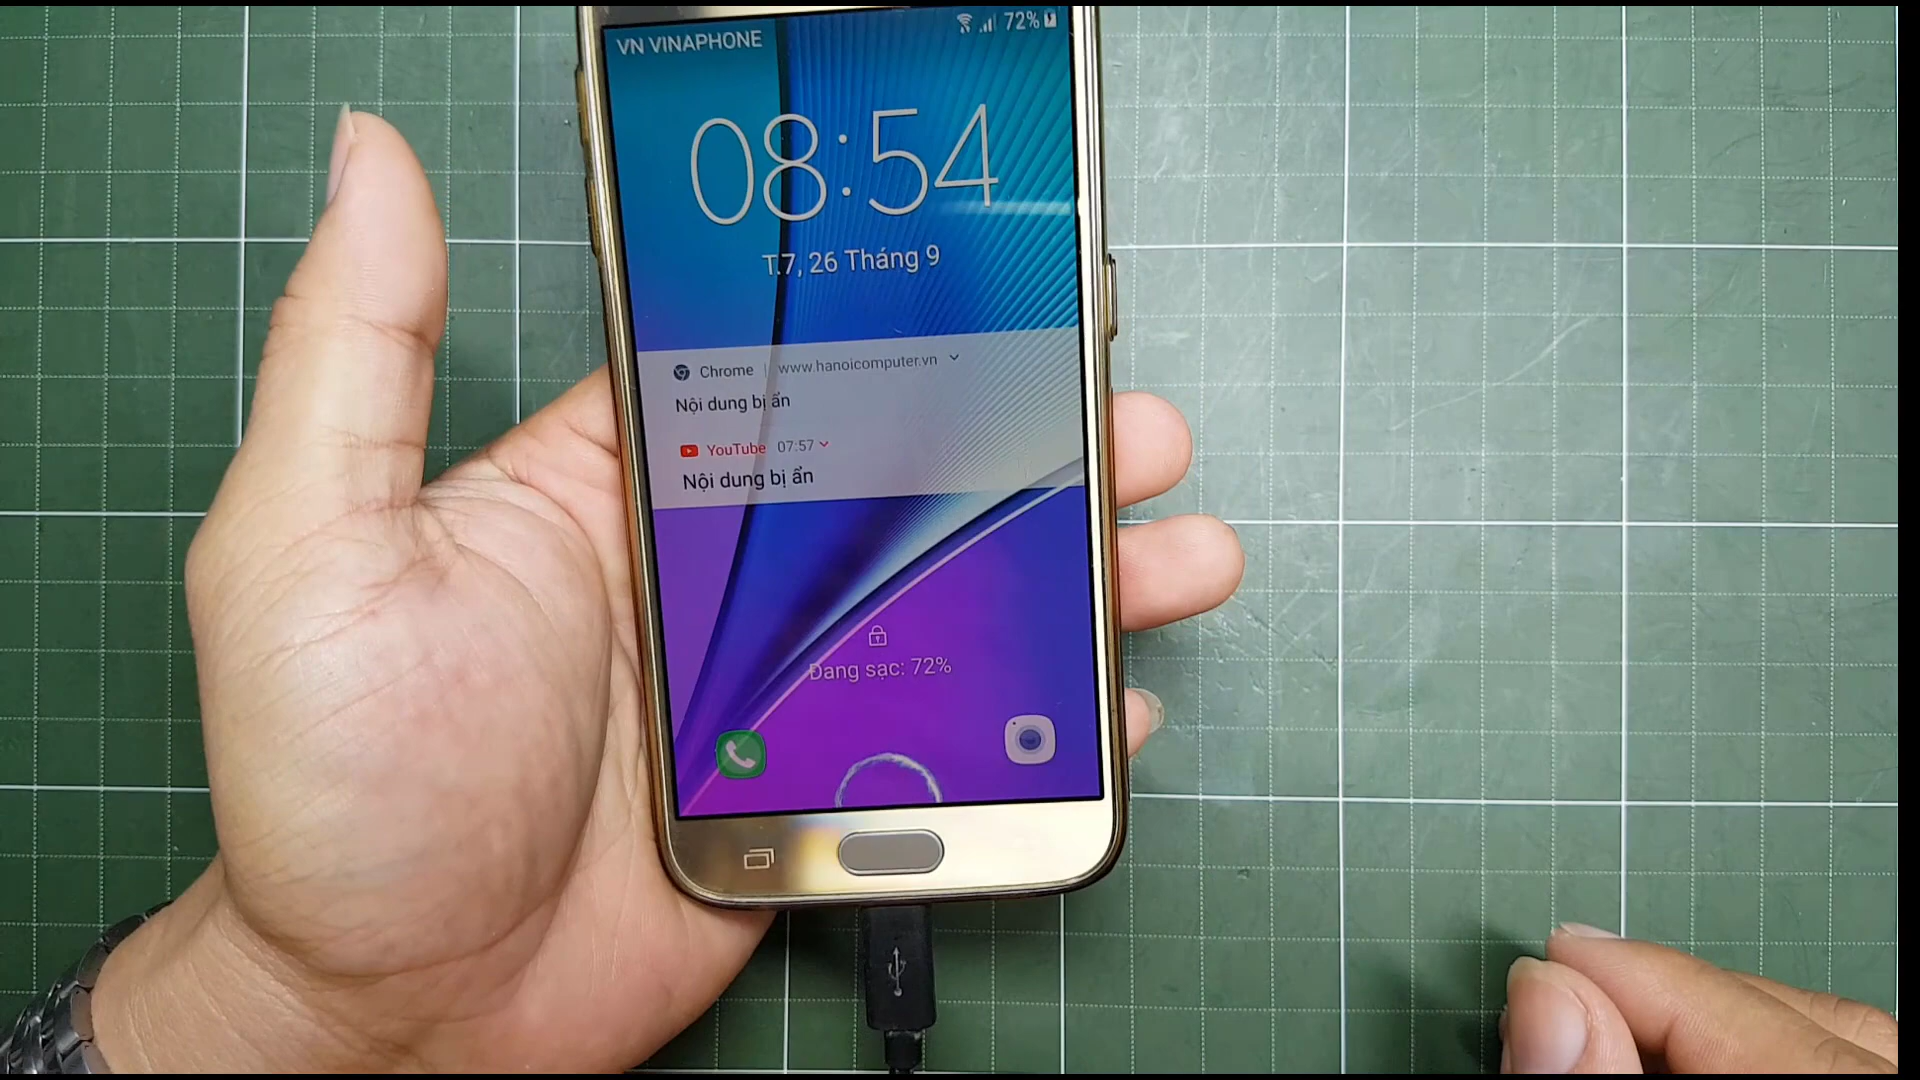 VN VINAPHONE
72%
08:54
T.7, 26 Tháng 9
Chrome | www.hanoicomputer.vn
Nội dung bị ẩn
YouTube 07:57
Nội dung bị ẩn
Đang sạc: 72%